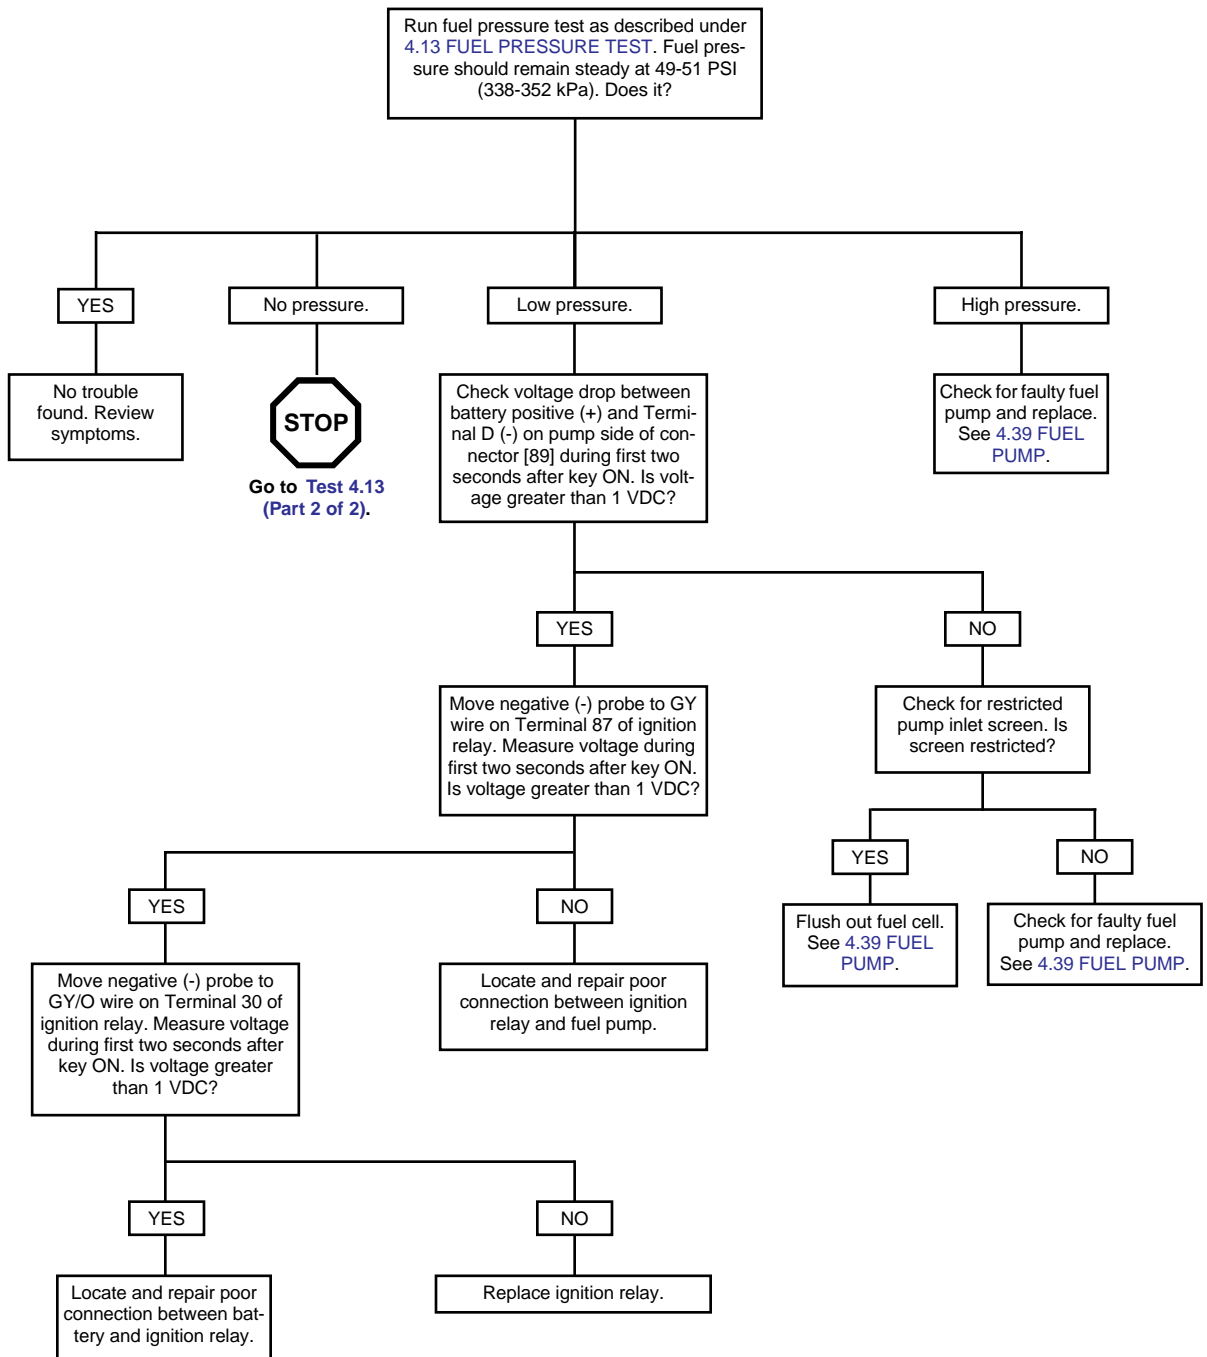 Run fuel pressure test as described under
4.13 FUEL PRESSURE TEST. Fuel pres-
sure should remain steady at 49-51 PSI
(338-352 kPa). Does it?
YES
No pressure.
Low pressure.
High pressure.
No trouble
found. Review
symptoms.
STOP
Go to Test 4.13
(Part 2 of 2).
Check voltage drop between
battery positive (+) and Termi-
nal D (-) on pump side of con-
nector [89] during first two
seconds after key ON. Is volt-
age greater than 1 VDC?
Check for faulty fuel
pump and replace.
See 4.39 FUEL
PUMP.
YES
NO
Move negative (-) probe to GY
wire on Terminal 87 of ignition
relay. Measure voltage during
first two seconds after key ON.
Is voltage greater than 1 VDC?
Check for restricted
pump inlet screen. Is
screen restricted?
YES
NO
YES
NO
Flush out fuel cell.
See 4.39 FUEL
PUMP.
Check for faulty fuel
pump and replace.
See 4.39 FUEL PUMP.
Move negative (-) probe to
GY/O wire on Terminal 30 of
ignition relay. Measure voltage
during first two seconds after
key ON. Is voltage greater
than 1 VDC?
Locate and repair poor
connection between ignition
relay and fuel pump.
YES
NO
Locate and repair poor
connection between bat-
tery and ignition relay.
Replace ignition relay.